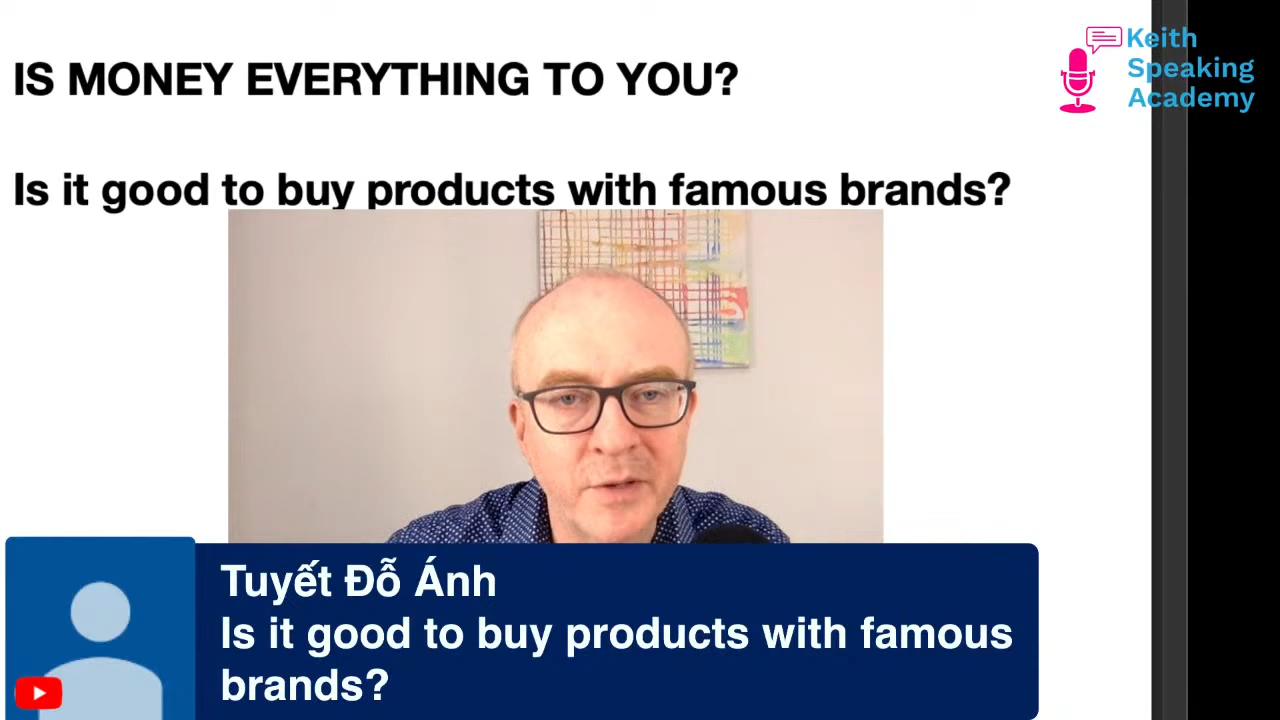 IS MONEY EVERYTHING TO YOU?
Keith
Speaking
Academy
Is it good to buy products with famous brands?
Tuyết Đỗ Ánh
Is it good to buy products with famous
brands?